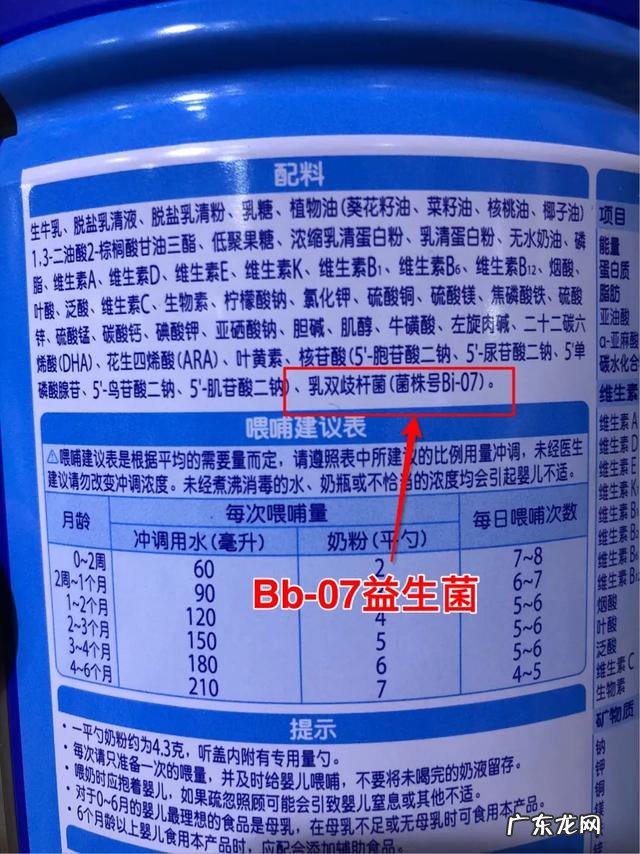 配料
生牛乳、脱盐乳清液、脱盐乳清粉、乳糖、植物油(葵花籽油、菜籽油、核桃油、椰子油)
1,3-二油酸2-棕榈酸甘油三酯、低聚果糖、浓缩乳清蛋白粉、乳清蛋白粉、无水奶油、磷
脂、维生素A、维生素D、维生素E、维生素K、维生素B₁、维生素B₆、维生素B₁₂、烟酸、
叶酸、泛酸、维生素C、生物素、柠檬酸钠、氯化钾、硫酸铜、硫酸镁、焦磷酸铁、硫酸
锌、硫酸锰、碳酸钙、碘酸钾、亚硒酸钠、胆碱、肌醇、牛磺酸、左旋肉碱、二十二碳六
烯酸(DHA)、花生四烯酸(ARA)、叶黄素、核苷酸(5'-胞苷酸二钠、5'-尿苷酸二钠、5'单
磷酸腺苷、5'-鸟苷酸二钠、5'-肌苷酸二钠)、乳双歧杆菌(菌株号Bi-07)。
喂哺建议表
⚠喂哺建议表是根据平均的需要量而定，请遵照表中所建议的比例用量冲调，未经医生
建议请勿改变冲调浓度。未经煮沸消毒的水、奶瓶或不恰当的浓度均会引起婴儿不适。
月龄 每次喂哺量 每日喂哺次数
冲调用水(毫升) 奶粉(平勺)
0~2周 60 2 7~8
2周~1个月 90 6~7
1~2个月 120 4 5~6
2~3个月 150 5 5~6
3~4个月 180 6 5~6
4~6个月 210 7 4~5
Bb-07益生菌
提示
• 一平勺奶粉约为4.3克，听盖内附有专用量勺。
• 每次请只准备一次的喂量，并及时给婴儿喂哺，不要将未喝完的奶液留存。
• 喂奶时应抱着婴儿，如果疏忽照顾可能会引致婴儿窒息或其他不适。
• 对于0~6月的婴儿最理想的食品是母乳，在母乳不足或无母乳时可食用本产品。
• 6个月龄以上婴儿食用本产品时，应配合添加辅助食品。
项目
能量
蛋白质
脂肪
亚油酸
α-亚麻酸
碳水化合
维生素
维生素 A
维生素 D
维生素 E
维生素 K
维生素 B
维生素 B
维生素 B
维生素 B
烟酸
叶酸
泛酸
维生素 C
生物素
矿物质
钠
钾
铜
镁
广东龙网